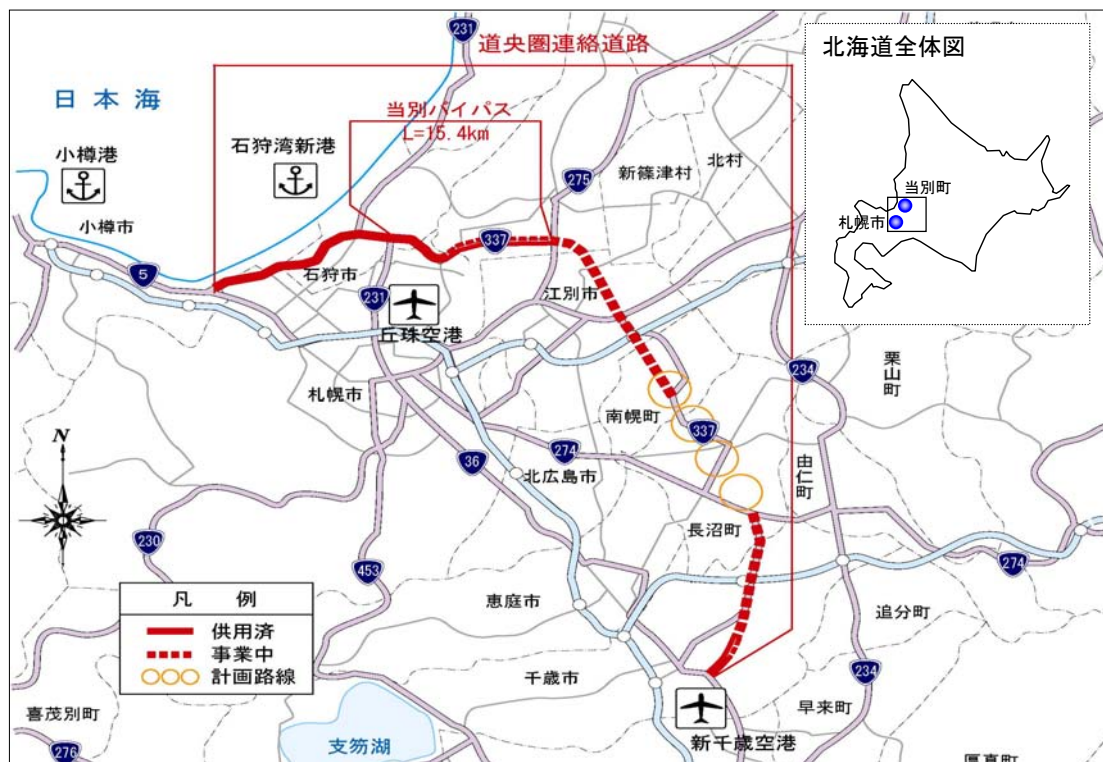 231
道央圏連絡道路
北海道全体図
日本海
当別バイパス
L=15.4km
小樽港
石狩湾新港
新篠津村
北村
275
当別町
札幌市
小樽市
337
5
石狩市
231
江別市
丘珠空港
栗山町
234
札幌市
南幌町
337
N
274
36
北広島市
由仁町
長沼町
230
453
274
凡 例
恵庭市
追分町
供用済
事業中
計画路線
千歳市
234
早来町
喜茂別町
支笏湖
新千歳空港
276
厚真町